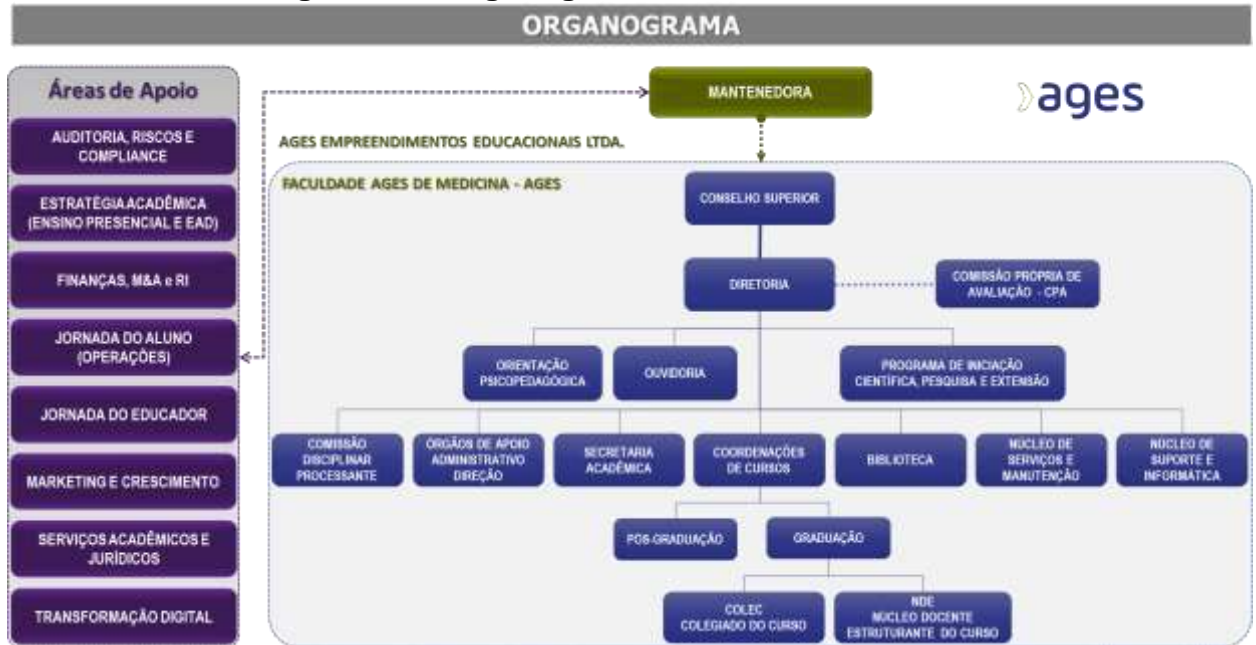 ORGANOGRAMA
Áreas de Apoio
AUDITORIA, RISCOS E
COMPLIANCE
ESTRATÉGIA ACADÊMICA
(ENSINO PRESENCIAL E EAD)
FINANÇAS, M&A e RI
JORNADA DO ALUNO
(OPERAÇÕES)
JORNADA DO EDUCADOR
MARKETING E CRESCIMENTO
SERVIÇOS ACADÊMICOS E
JURÍDICOS
TRANSFORMAÇÃO DIGITAL
MANTENEDORA
ages
AGES EMPREENDIMENTOS EDUCACIONAIS LTDA.
FACULDADE AGES DE MEDICINA - AGES
CONSELHO SUPERIOR
DIRETORIA
COMISSÃO PRÓPRIA DE
AVALIAÇÃO - CPA
ORIENTAÇÃO
PSICOPEDAGÓGICA
OUVIDORIA
PROGRAMA DE INICIAÇÃO
CIENTÍFICA, PESQUISA E EXTENSÃO
COMISSÃO
DISCIPLINAR
PROCESSANTE
ÓRGÃOS DE APOIO
ADMINISTRATIVO
DIREÇÃO
SECRETARIA
ACADÊMICA
COORDENAÇÕES
DE CURSOS
BIBLIOTECA
NÚCLEO DE
SERVIÇOS E
MANUTENÇÃO
NÚCLEO DE
SUPORTE E
INFORMÁTICA
PÓS-GRADUAÇÃO
GRADUAÇÃO
COLEC
COLEGIADO DO CURSO
NDE
NÚCLEO DOCENTE
ESTRUTURANTE DO CURSO